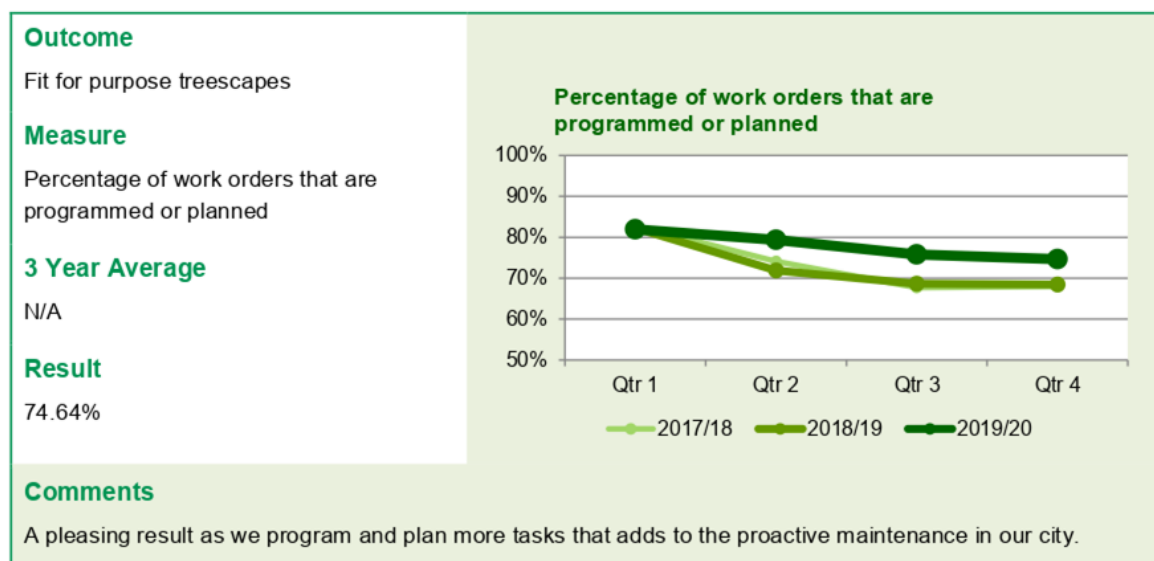 Outcome
Fit for purpose treescapes
Measure
Percentage of work orders that are
programmed or planned
3 Year Average
N/A
Result
74.64%
Percentage of work orders that are
programmed or planned
100%
90%
80%
70%
60%
50%
Qtr 1 Qtr 2 Qtr 3 Qtr 4
2017/18 2018/19 2019/20
Comments
A pleasing result as we program and plan more tasks that adds to the proactive maintenance in our city.